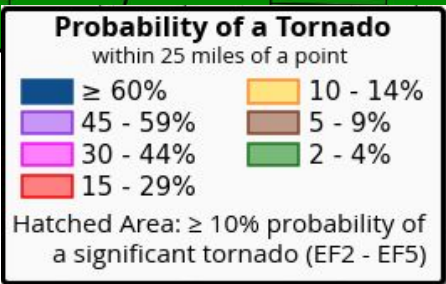 Probability of a Tornado
within 25 miles of a point
≥ 60%
45 - 59%
30 - 44%
15 - 29%
10 - 14%
5 - 9%
2 - 4%
Hatched Area: ≥ 10% probability of
a significant tornado (EF2 - EF5)